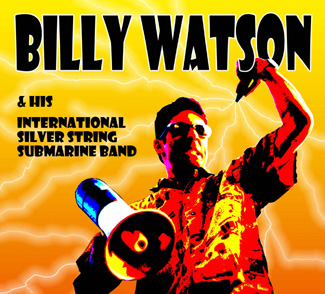 BILLY WATSON
& HIS
INTERNATIONAL
SILVER STRING
SUBMARINE BAND